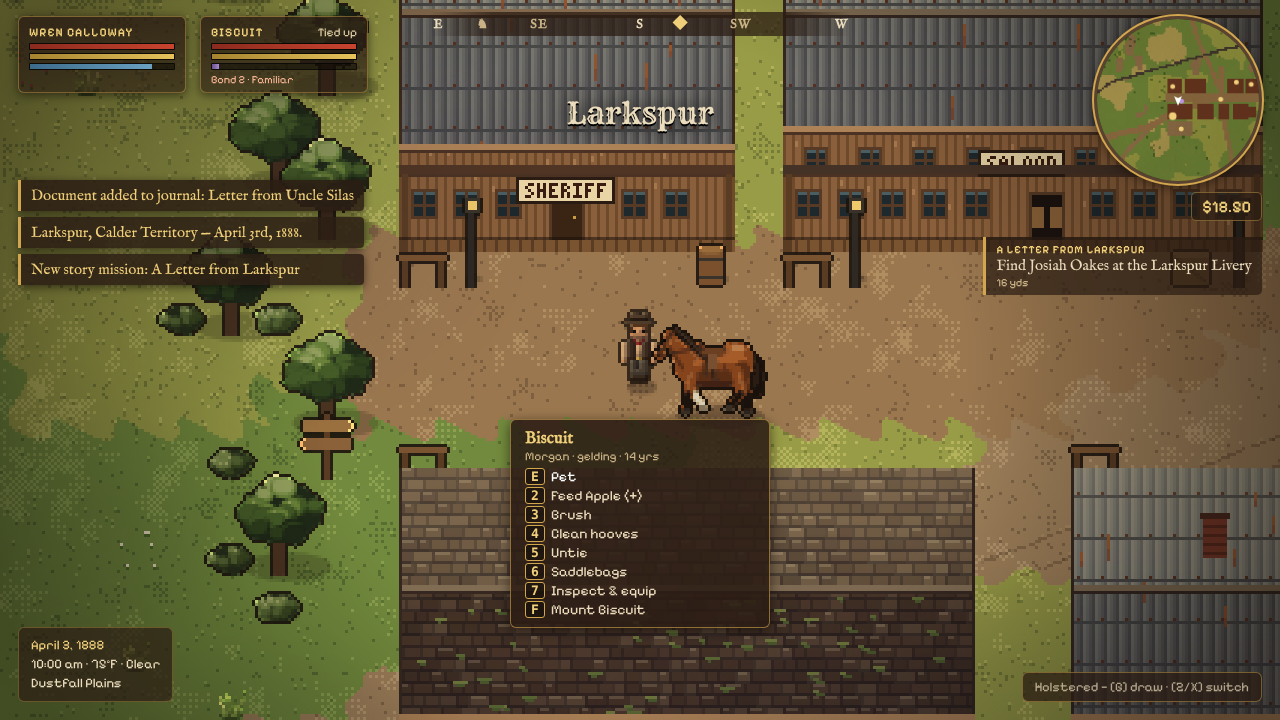 WREN CALLOWAY
BISCUIT Tied up
Bond 2 · Familiar
E SE S SW W
Larkspur
SHERIFF
SALOON
$18.80
Document added to journal: Letter from Uncle Silas
Larkspur, Calder Territory — April 3rd, 1888.
New story mission: A Letter from Larkspur
A LETTER FROM LARKSPUR
Find Josiah Oakes at the Larkspur Livery
16 yds
Biscuit
Morgan · gelding · 14 yrs
E Pet
2 Feed Apple (+)
3 Brush
4 Clean hooves
5 Untie
6 Saddlebags
7 Inspect & equip
F Mount Biscuit
April 3, 1888
10:00 am · 78°F · Clear
Dustfall Plains
Holstered – (G) draw · (Z/X) switch